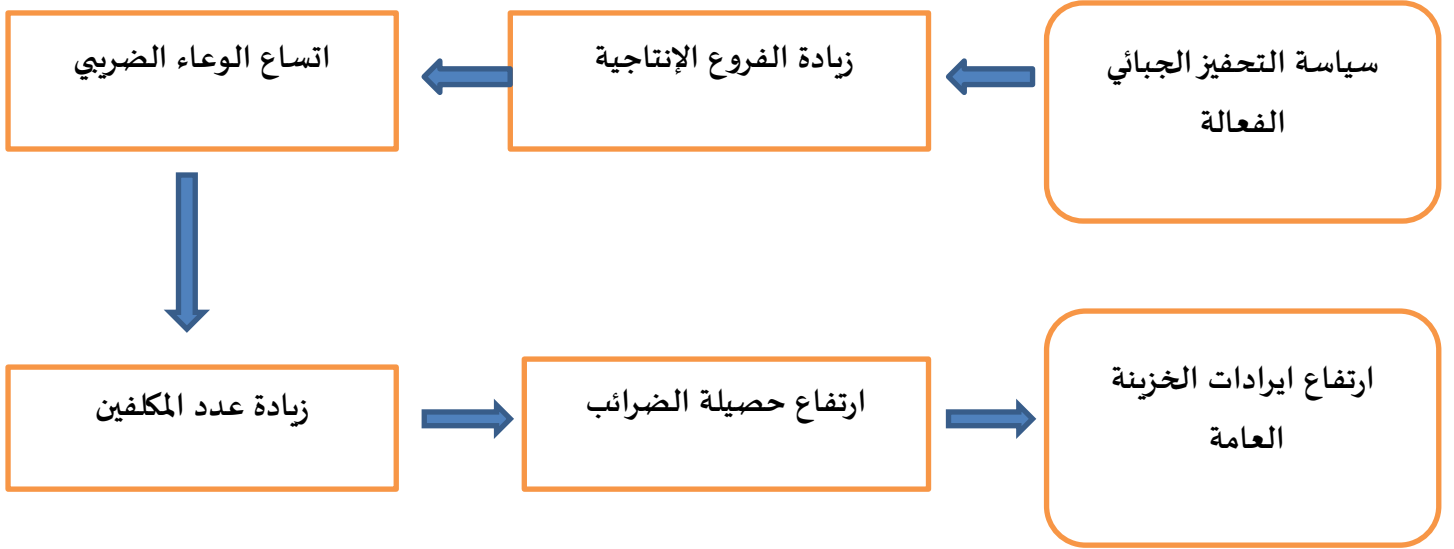 سياسة التحفيز الجبائي
الفعالة
زيادة الفروع الإنتاجية
اتساع الوعاء الضريبي
زيادة عدد المكلفين
ارتفاع حصيلة الضرائب
ارتفاع ايرادات الخزينة
العامة